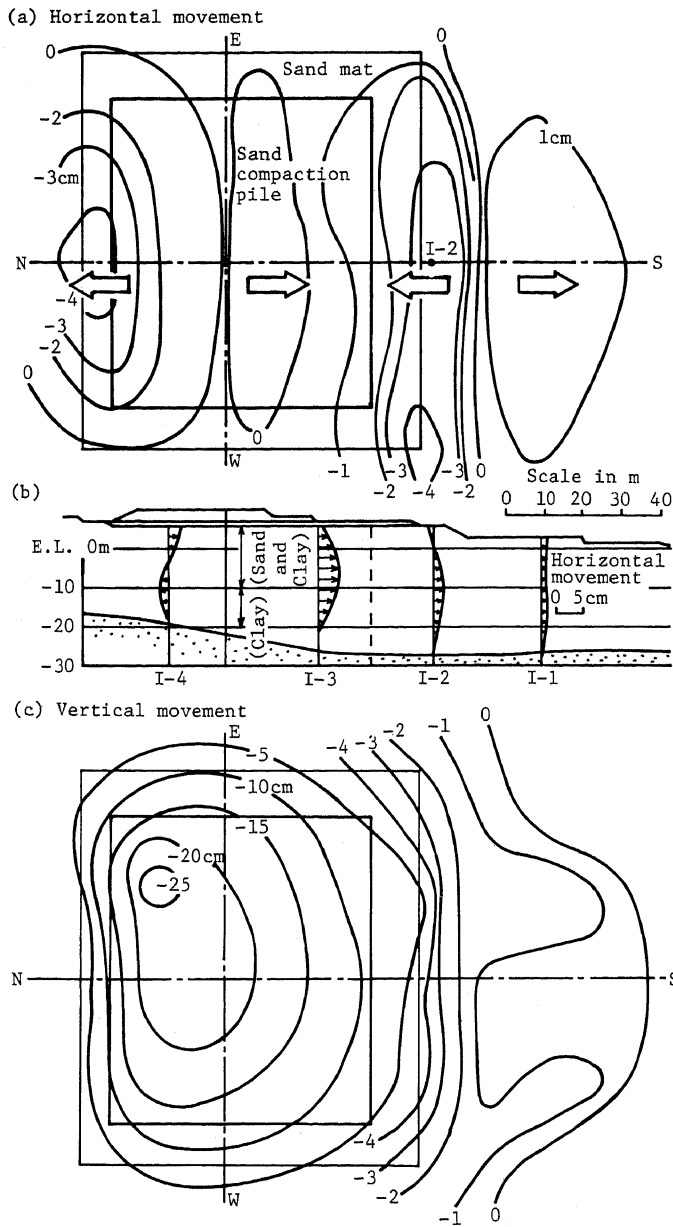 (a) Horizontal movement
0
E
0
Sand mat
-2
1cm
-3cm
Sand
compaction
pile
I-2
N
S
-4
-3
-2
0
0
W
-1
-3
-2
-4
-3
-2
0
Scale in m
0 10 20 30 40
(b)
E.L. 0m
-10
-20
-30
(Sand
and
Clay)
(Clay)
Horizontal
movement
0 5cm
I-4
I-3
I-2
I-1
(c) Vertical movement
E
-5
-4
-3
-2
-1
0
-10cm
-15
-20cm
-25
N
S
-4
-3
-2
-1
0
W